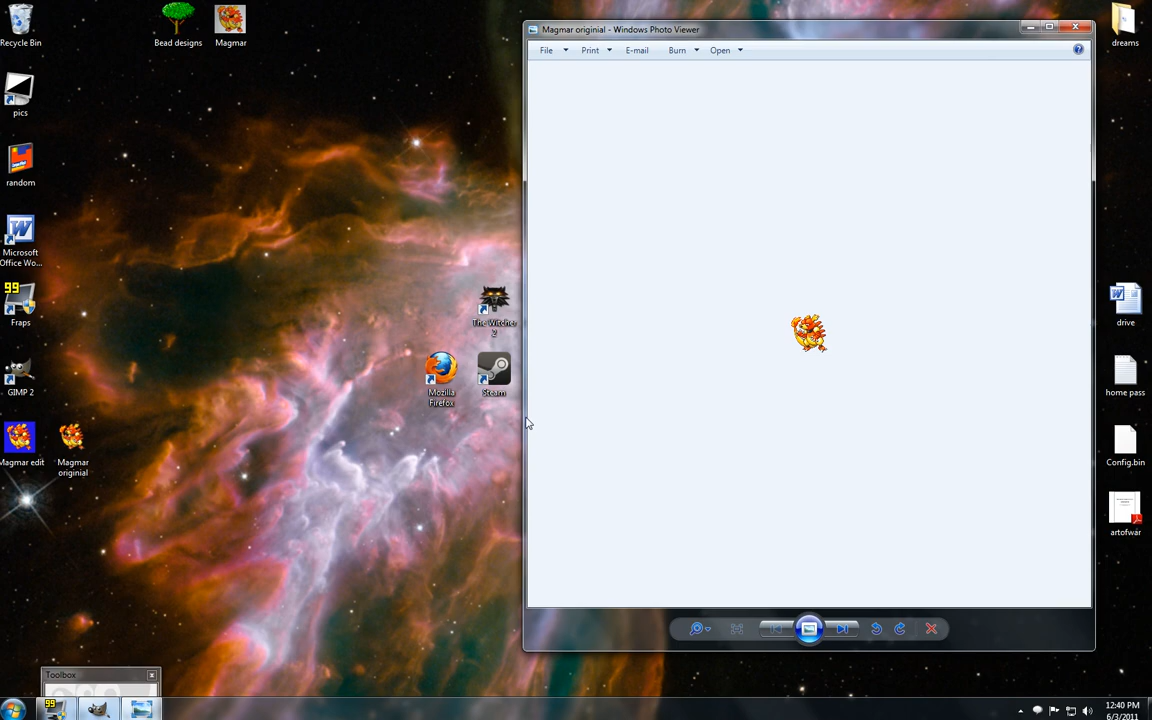 Recycle Bin
Bead designs
Magmar
pics
random
Microsoft
Office Wo...
99
Fraps
GIMP 2
Magmar edit
Magmar
originial
The Witcher
2
Mozilla
Firefox
Steam
Magmar originial - Windows Photo Viewer
File
Print
E-mail
Burn
Open
dreams
drive
home pass
Config.bin
artofwar
Toolbox
99
12:40 PM
6/3/2011